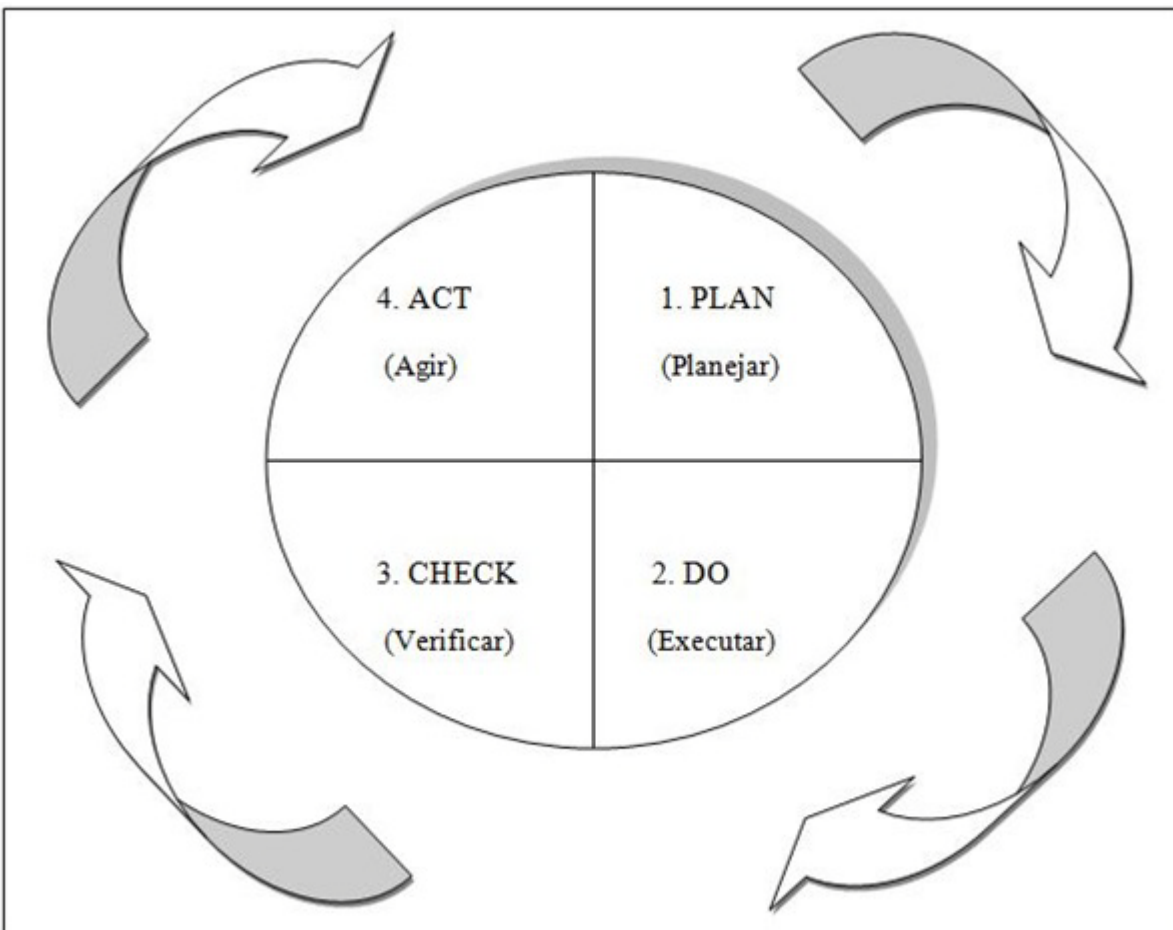 4. ACT
(Agir)
1. PLAN
(Planejar)
3. CHECK
(Verificar)
2. DO
(Executar)